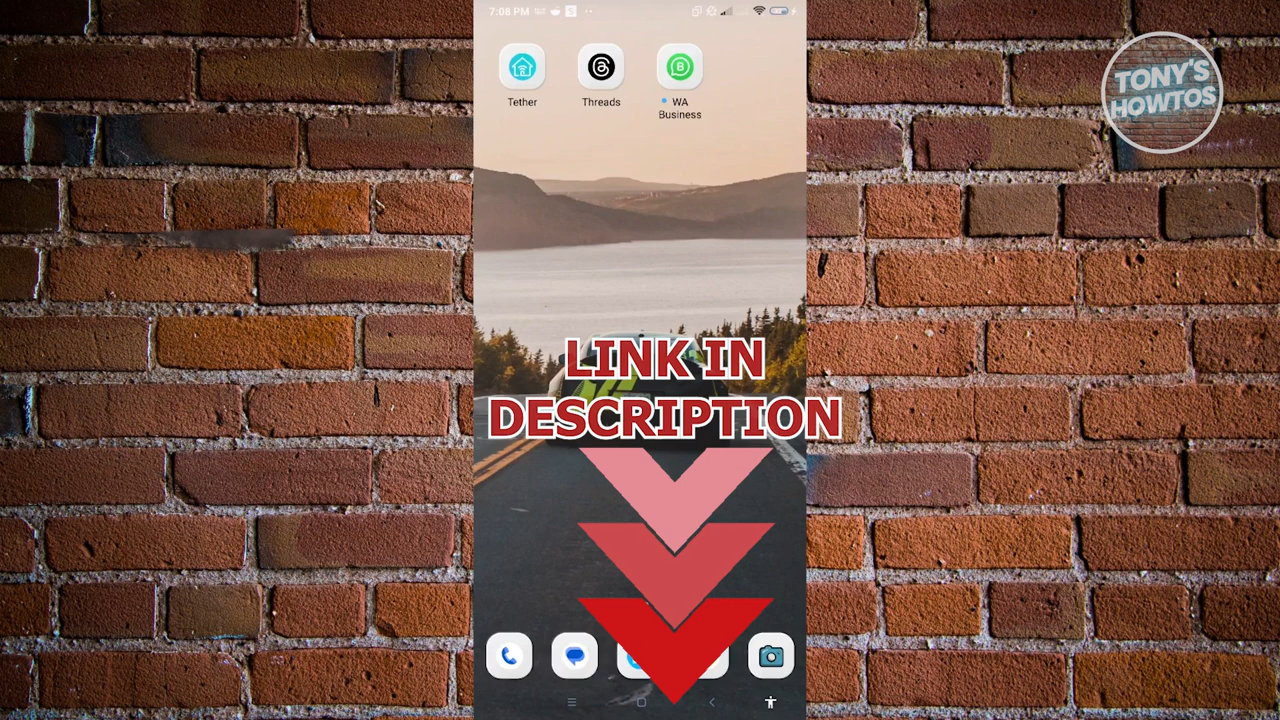 7:08 PM
TONY'S
HOWTOS
Tether
Threads
WA
Business
LINK IN
DESCRIPTION